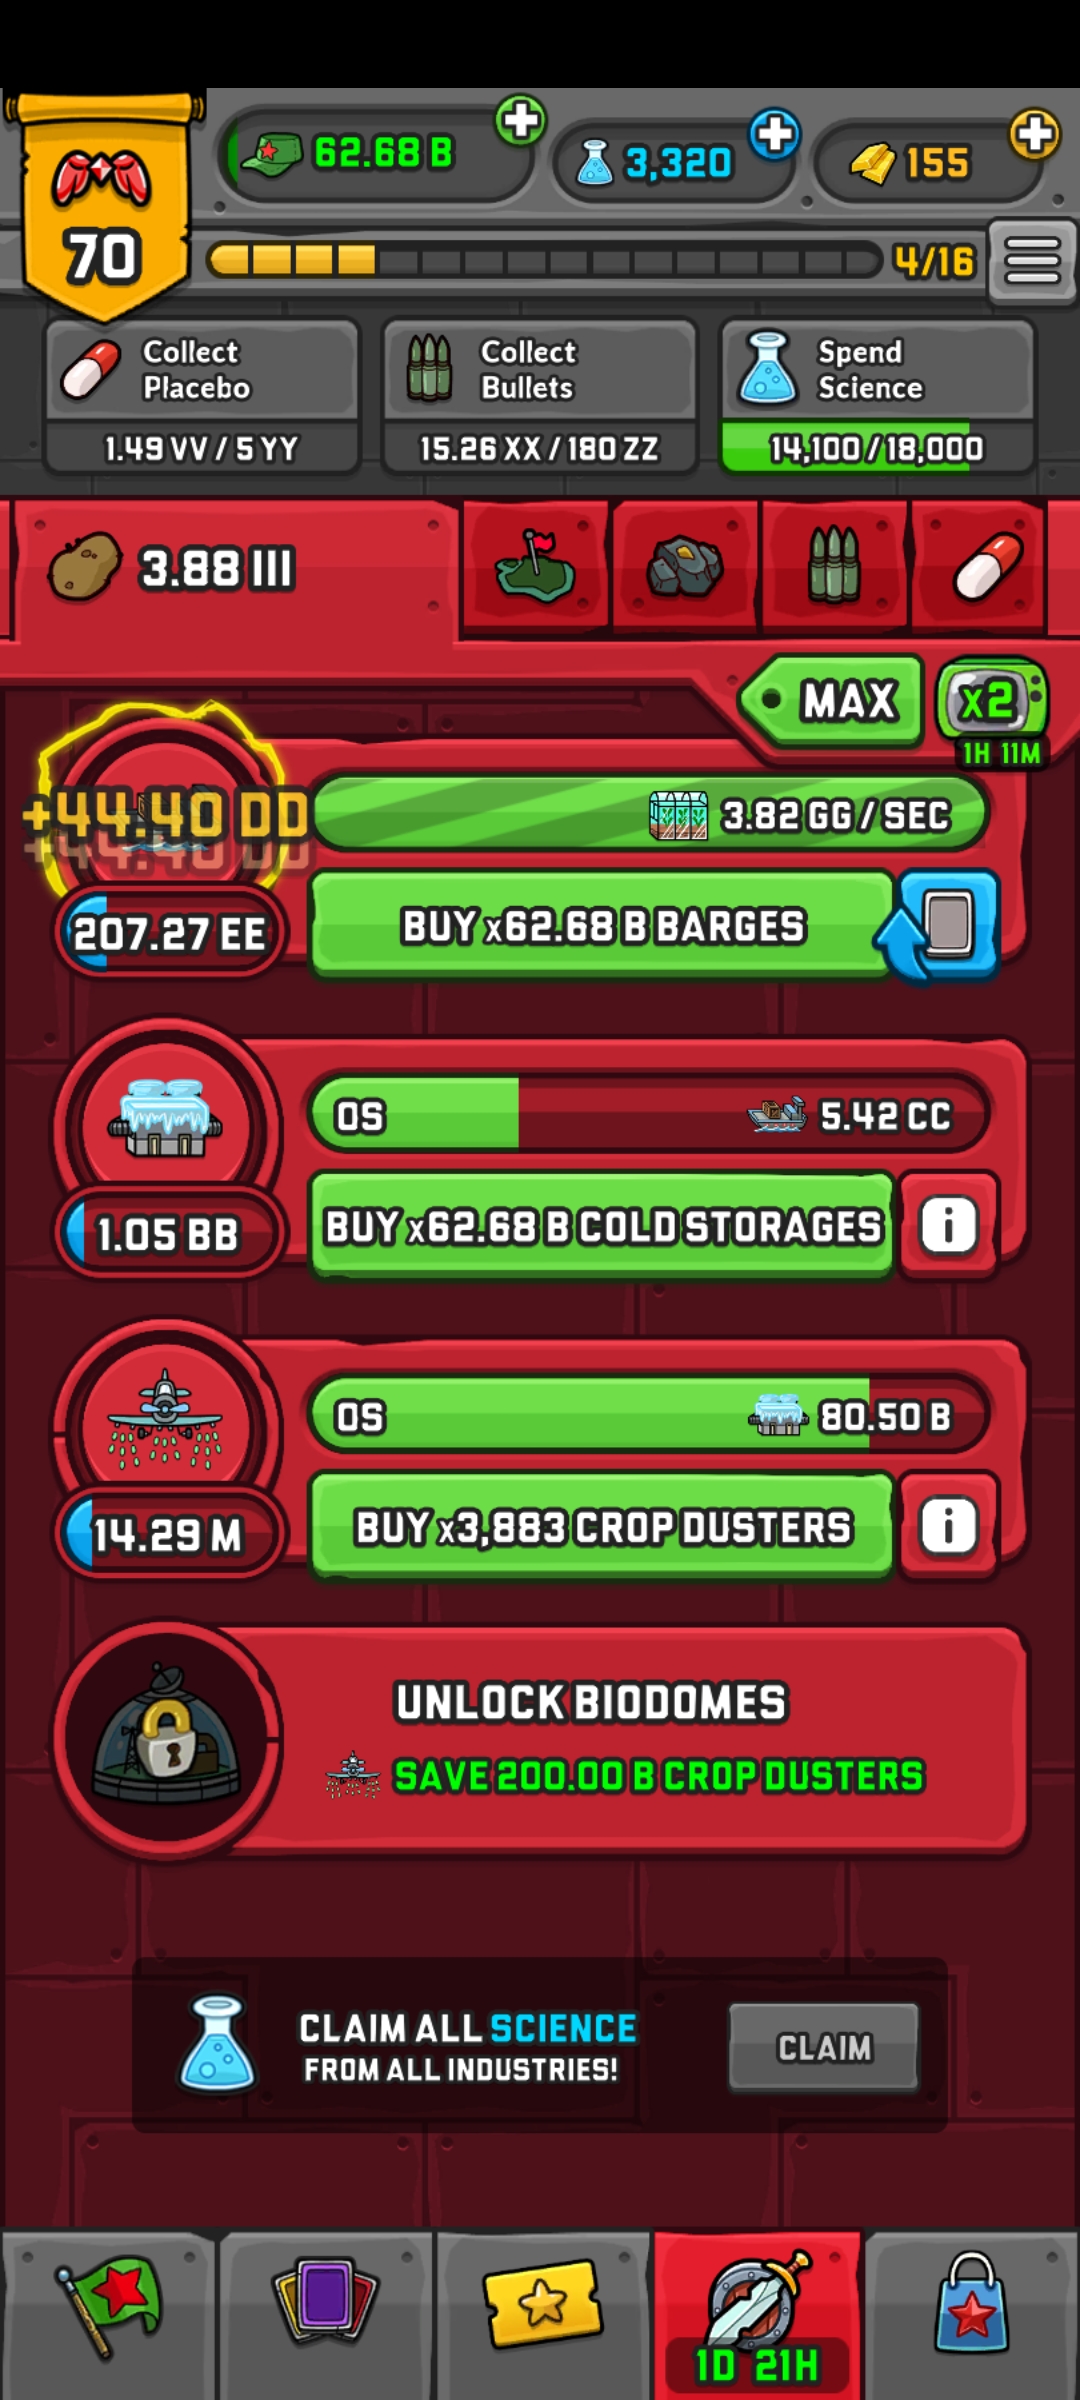 62.68 B
3,320
155
70
4/16
Collect
Placebo
1.49 VV / 5 YY
Collect
Bullets
15.26 XX / 180 ZZ
Spend
Science
14,100 / 18,000
3.88 III
MAX
x2
1H 11M
+44.40 DD
+44.40 DD
3.82 GG / SEC
207.27 EE
BUY x62.68 B BARGES
0S
5.42 CC
1.05 BB
BUY x62.68 B COLD STORAGES
i
0S
80.50 B
14.29 M
BUY x3,883 CROP DUSTERS
i
UNLOCK BIODOMES
SAVE 200.00 B CROP DUSTERS
CLAIM ALL SCIENCE
FROM ALL INDUSTRIES!
CLAIM
1D 21H